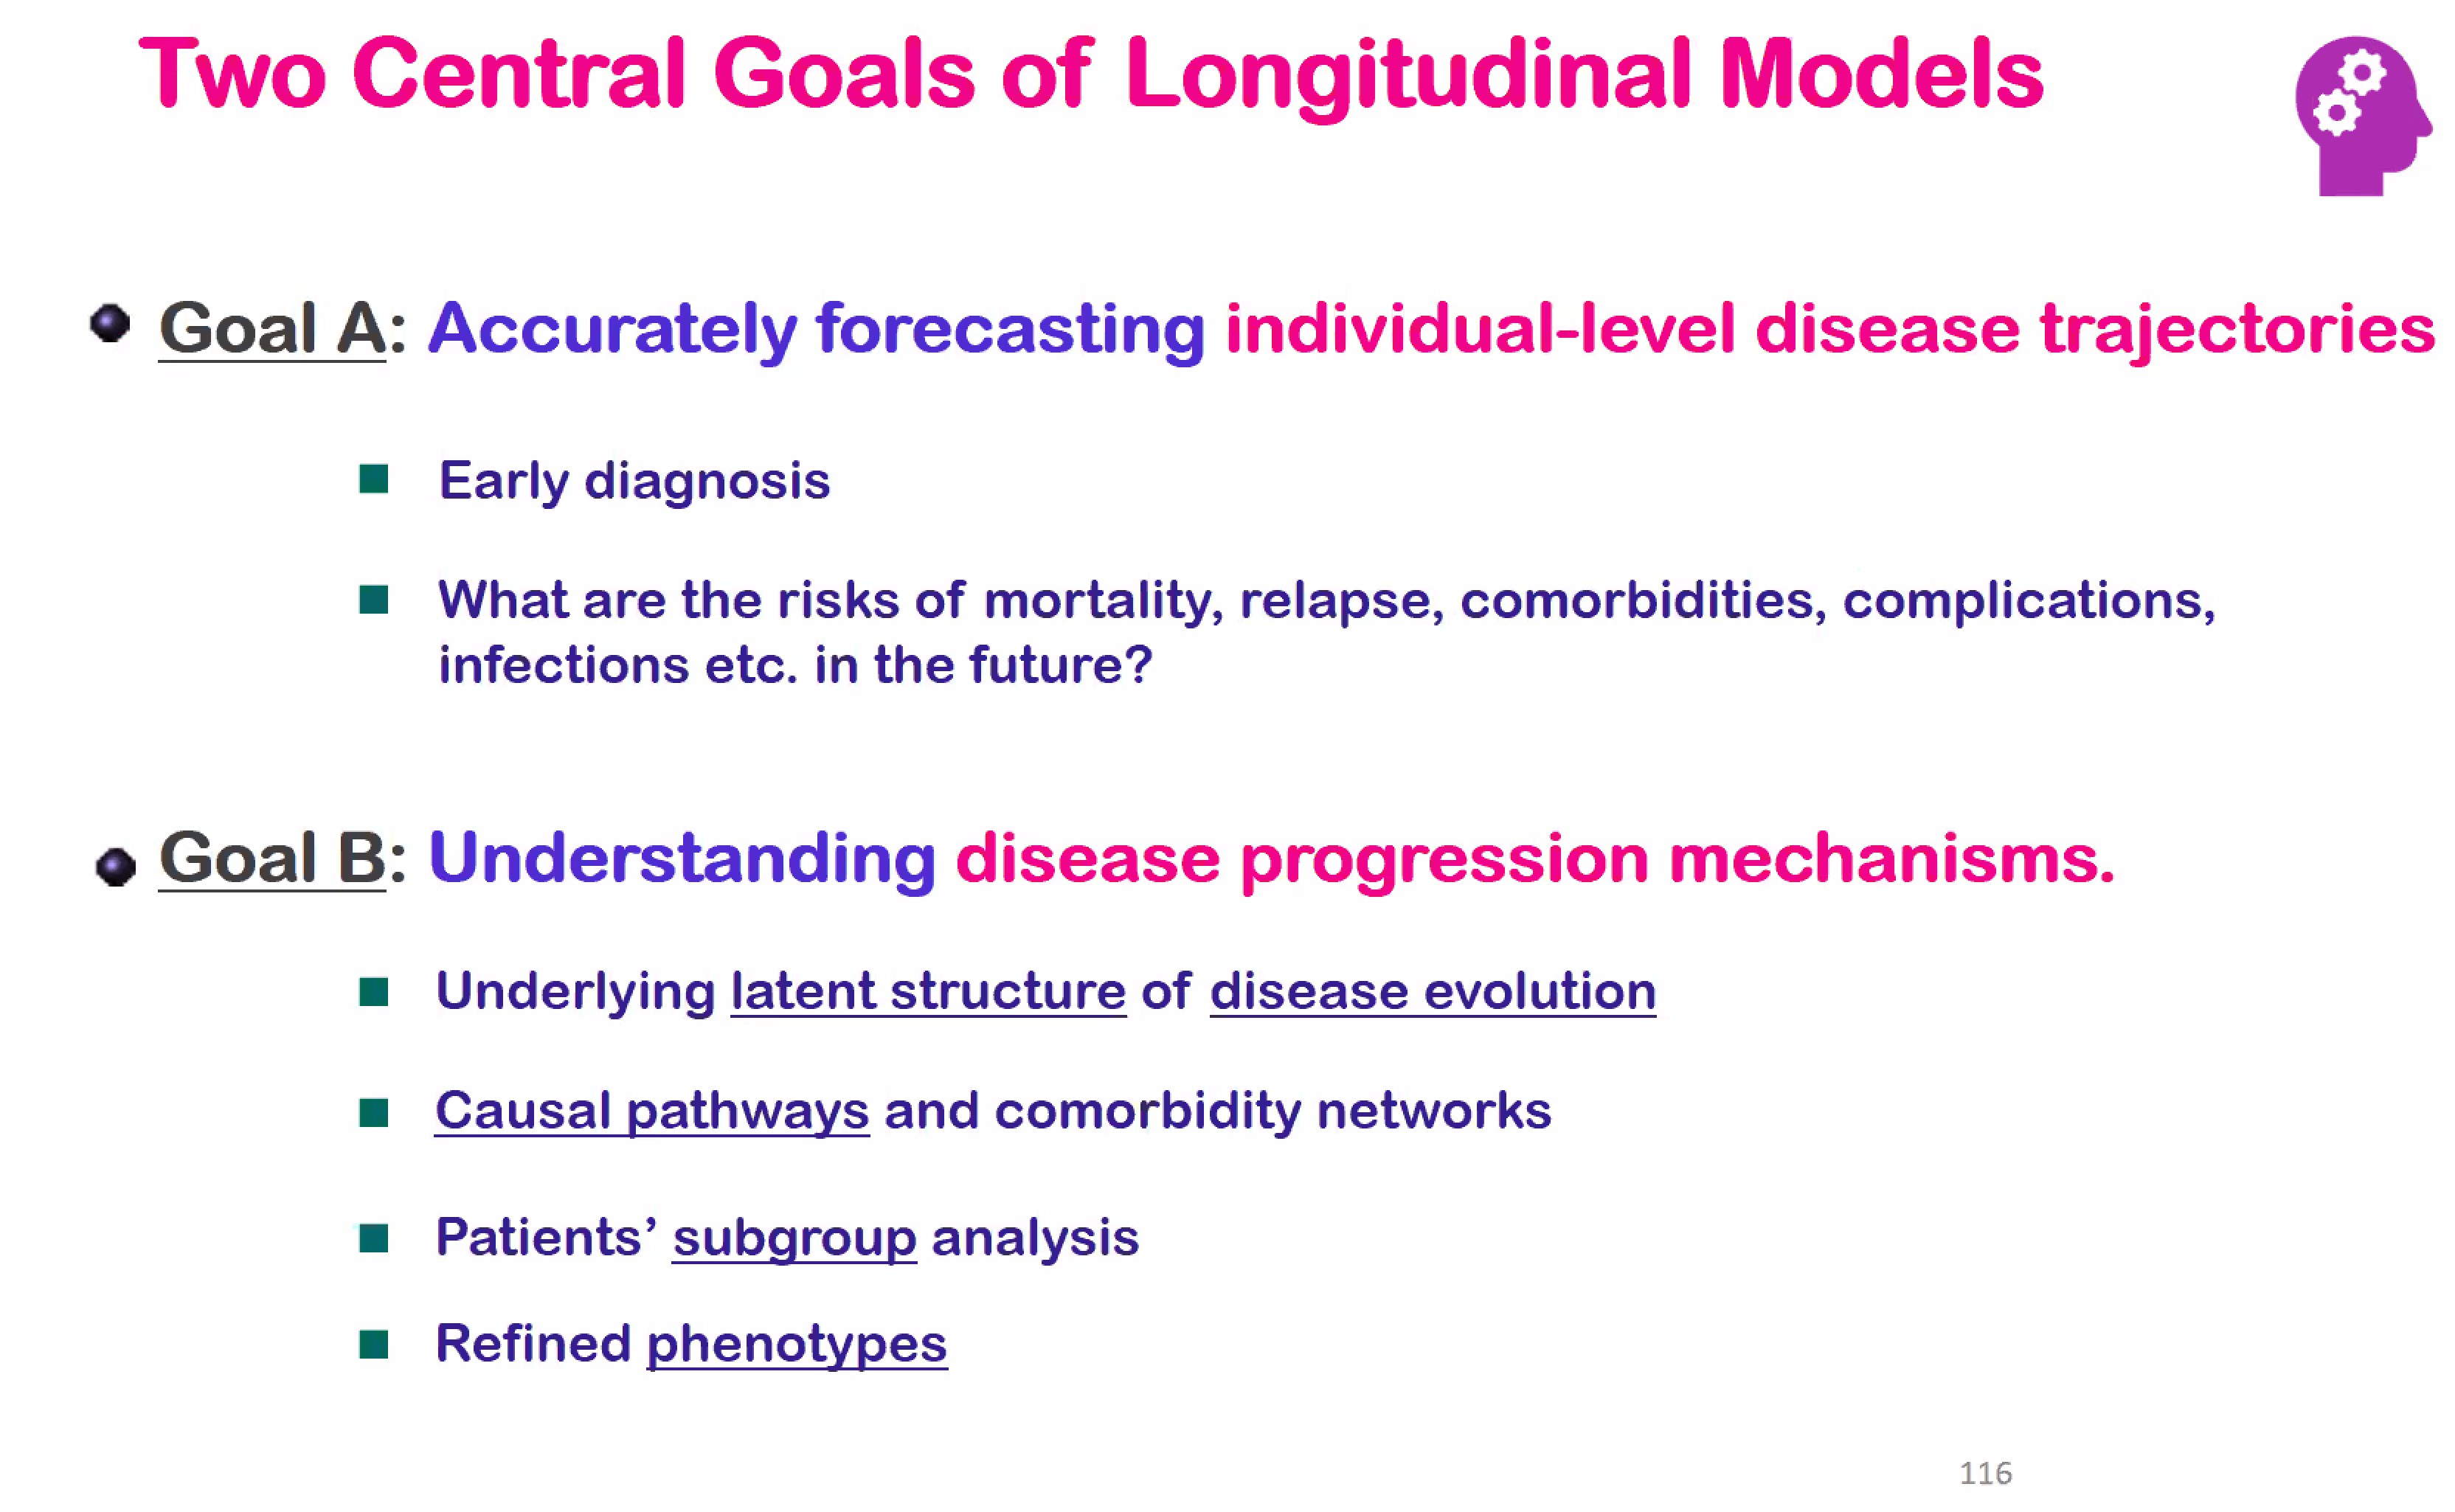 Two Central Goals of Longitudinal Models
Goal A: Accurately forecasting individual-level disease trajectories
Early diagnosis
What are the risks of mortality, relapse, comorbidities, complications,
infections etc. in the future?
Goal B: Understanding disease progression mechanisms.
Underlying latent structure of disease evolution
Causal pathways and comorbidity networks
Patients’ subgroup analysis
Refined phenotypes
116